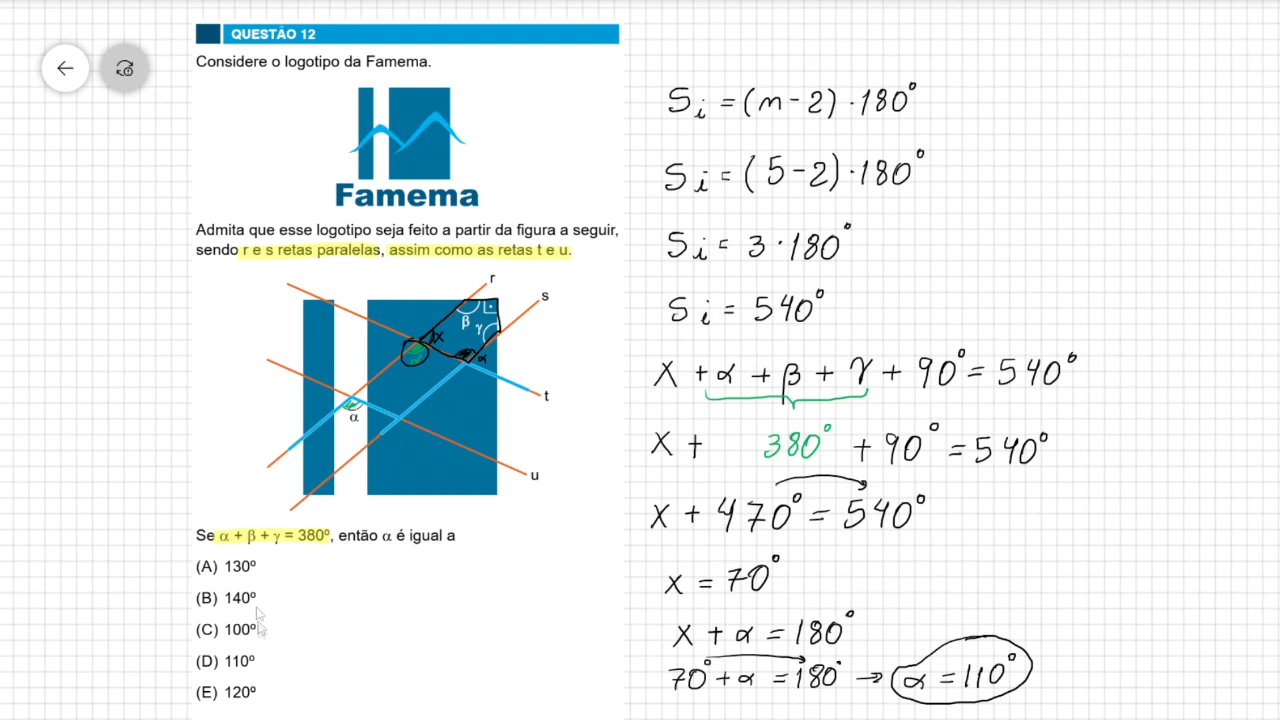 QUESTÃO 12
Considere o logotipo da Famema.
Famema
Admita que esse logotipo seja feito a partir da figura a seguir,
sendo r e s retas paralelas, assim como as retas t e u.
r
s
β
γ
x
α
t
α
u
Se α + β + γ = 380º, então α é igual a
(A) 130º
(B) 140º
(C) 100º
(D) 110º
(E) 120º
Si = (n - 2) · 180°
Si = (5 - 2) · 180°
Si = 3 · 180°
Si = 540°
x + α + β + γ + 90° = 540°
x + 380° + 90° = 540°
x + 470° = 540°
x = 70°
x + α = 180°
70° + α = 180° → α = 110°